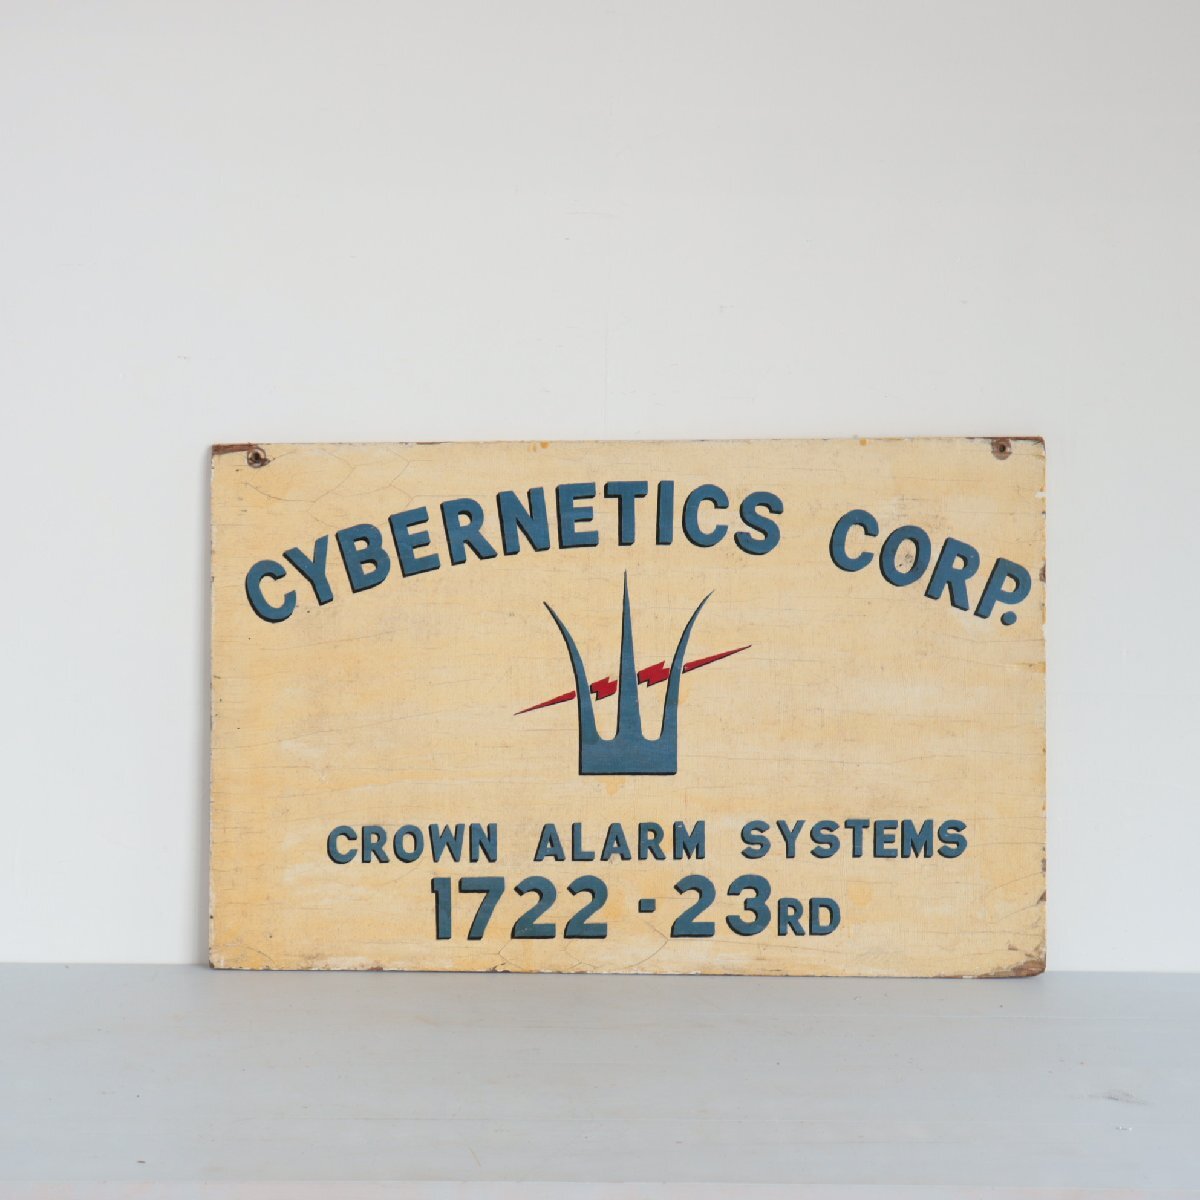 CYBERNETICS CORP.
CROWN ALARM SYSTEMS
1722 - 23RD